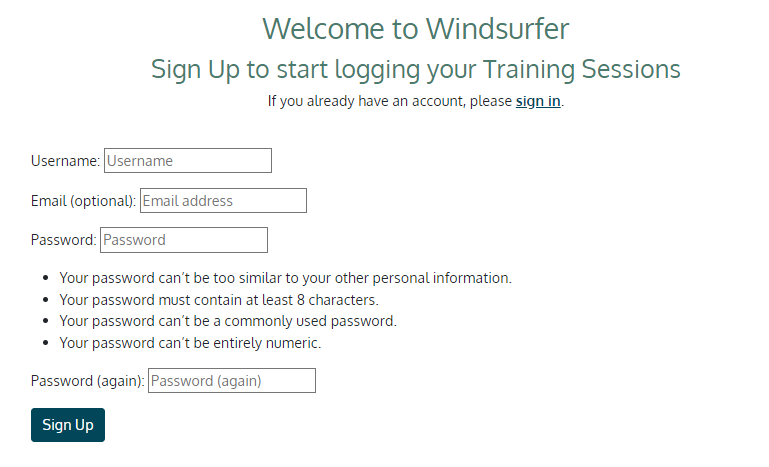 Welcome to Windsurfer
Sign Up to start logging your Training Sessions
If you already have an account, please sign in.
Username: Username
Email (optional): Email address
Password: Password
• Your password can't be too similar to your other personal information.
• Your password must contain at least 8 characters.
• Your password can't be a commonly used password.
• Your password can't be entirely numeric.
Password (again): Password (again)
Sign Up